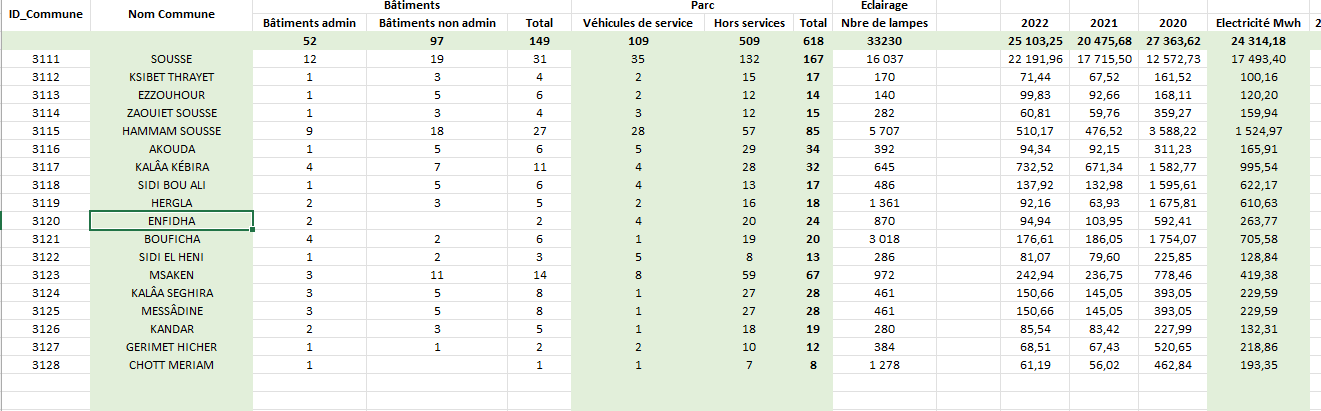 Bâtiments Parc Eclairage
ID_Commune Nom Commune Bâtiments admin Bâtiments non admin Total Véhicules de service Hors services Total Nbre de lampes 2022 2021 2020 Electricité Mwh 2
52 97 149 109 509 618 33230 25 103,25 20 475,68 27 363,62 24 314,18
3111 SOUSSE 12 19 31 35 132 167 16 037 22 191,96 17 715,50 12 572,73 17 493,40
3112 KSIBET THRAYET 1 3 4 2 15 17 170 71,44 67,52 161,52 100,16
3113 EZZOUHOUR 1 5 6 2 12 14 140 99,83 92,66 168,11 120,20
3114 ZAOUIET SOUSSE 1 3 4 3 12 15 282 60,81 59,76 359,27 159,94
3115 HAMMAM SOUSSE 9 18 27 28 57 85 5 707 510,17 476,52 3 588,22 1 524,97
3116 AKOUDA 1 5 6 5 29 34 392 94,34 92,15 311,23 165,91
3117 KALÂA KÉBIRA 4 7 11 4 28 32 645 732,52 671,34 1 582,77 995,54
3118 SIDI BOU ALI 1 5 6 4 13 17 486 137,92 132,98 1 595,61 622,17
3119 HERGLA 2 3 5 2 16 18 1 361 92,16 63,93 1 675,81 610,63
3120 ENFIDHA 2 2 4 20 24 870 94,94 103,95 592,41 263,77
3121 BOUFICHA 4 2 6 1 19 20 3 018 176,61 186,05 1 754,07 705,58
3122 SIDI EL HENI 1 2 3 5 8 13 286 81,07 79,60 225,85 128,84
3123 MSAKEN 3 11 14 8 59 67 972 242,94 236,75 778,46 419,38
3124 KALÂA SEGHIRA 3 5 8 1 27 28 461 150,66 145,05 393,05 229,59
3125 MESSÂDINE 3 5 8 1 27 28 461 150,66 145,05 393,05 229,59
3126 KANDAR 2 3 5 1 18 19 280 85,54 83,42 227,99 132,31
3127 GERIMET HICHER 1 1 2 2 10 12 384 68,51 67,43 520,65 218,86
3128 CHOTT MERIAM 1 1 1 7 8 1 278 61,19 56,02 462,84 193,35